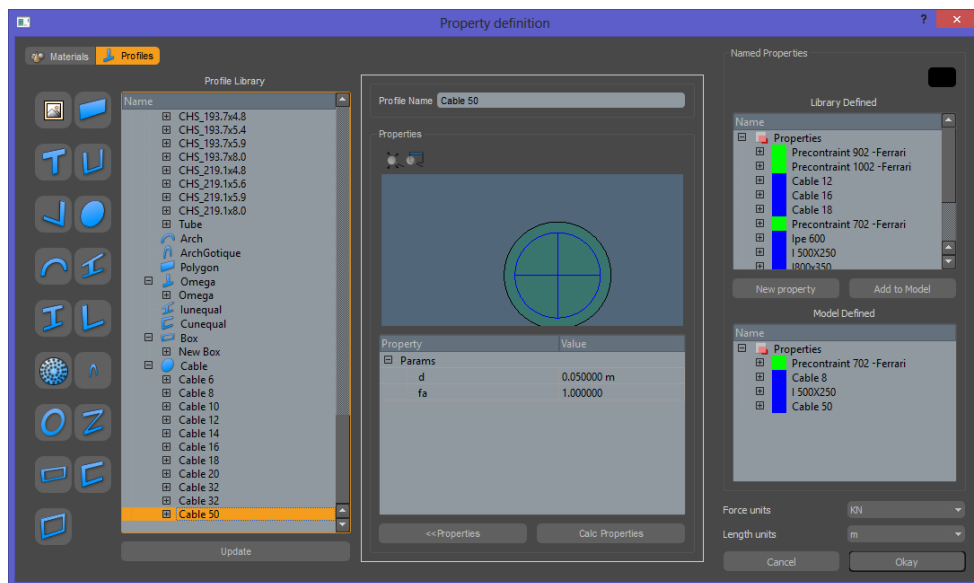 Property definition
? ×
Materials
Profiles
Profile Library
Name
CHS_193.7x4.8
CHS_193.7x5.4
CHS_193.7x5.9
CHS_193.7x8.0
CHS_219.1x4.8
CHS_219.1x5.6
CHS_219.1x5.9
CHS_219.1x8.0
Tube
Arch
ArchGotique
Polygon
Omega
Omega
Iunequal
Cunequal
Box
New Box
Cable
Cable 6
Cable 8
Cable 10
Cable 12
Cable 14
Cable 16
Cable 18
Cable 20
Cable 32
Cable 32
Cable 50
Update
Profile Name Cable 50
Properties
Property Value
Params
d 0.050000 m
fa 1.000000
<<Properties Calc Properties
Named Properties
Library Defined
Name
Properties
Precontraint 902 -Ferrari
Precontraint 1002 -Ferrari
Cable 12
Cable 16
Cable 18
Precontraint 702 -Ferrari
Ipe 600
I 500X250
I800x350
New property Add to Model
Model Defined
Name
Properties
Precontraint 702 -Ferrari
Cable 8
I 500X250
Cable 50
Force units KN
Length units m
Cancel Okay